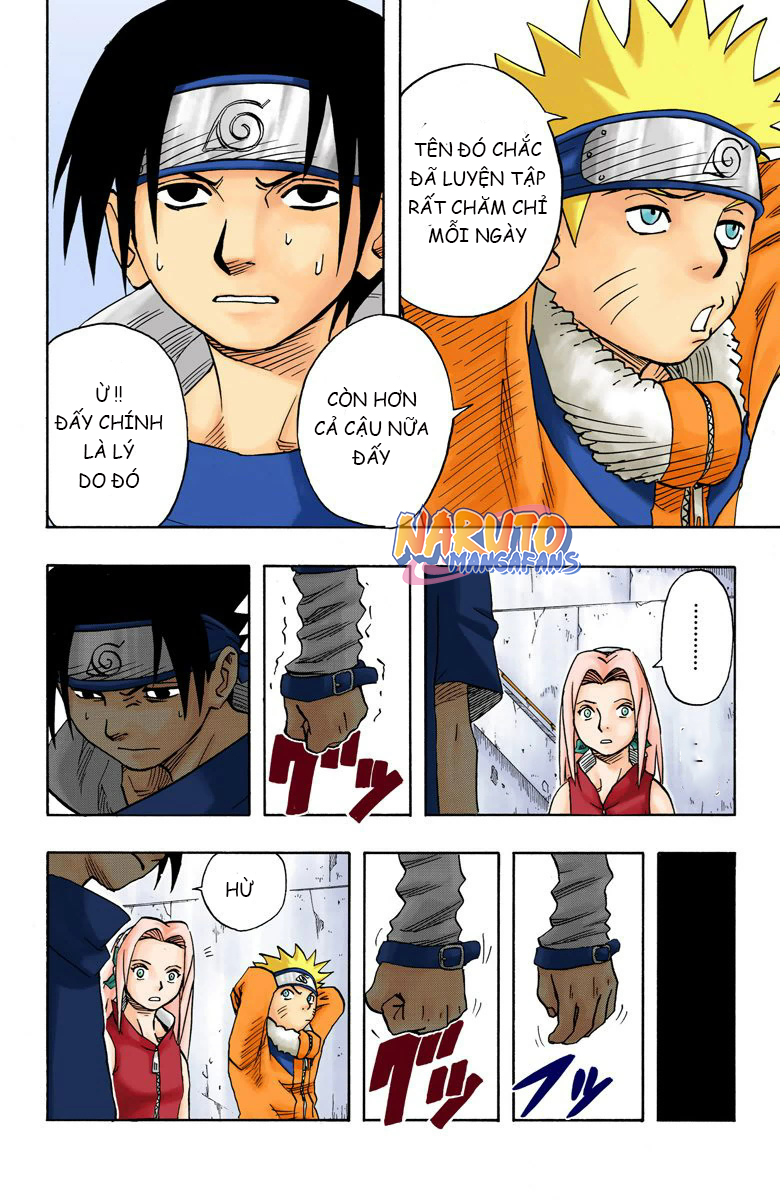 TÊN ĐÓ CHẮC
ĐÃ LUYỆN TẬP
RẤT CHĂM CHỈ
MỖI NGÀY
CÒN HƠN
CẢ CẬU NỮA
ĐẤY
Ừ !!
ĐẤY CHÍNH
LÀ LÝ
DO ĐÓ
NARUTO
MANGAFANS
..........
グッ
フッ
グッ
HỪ